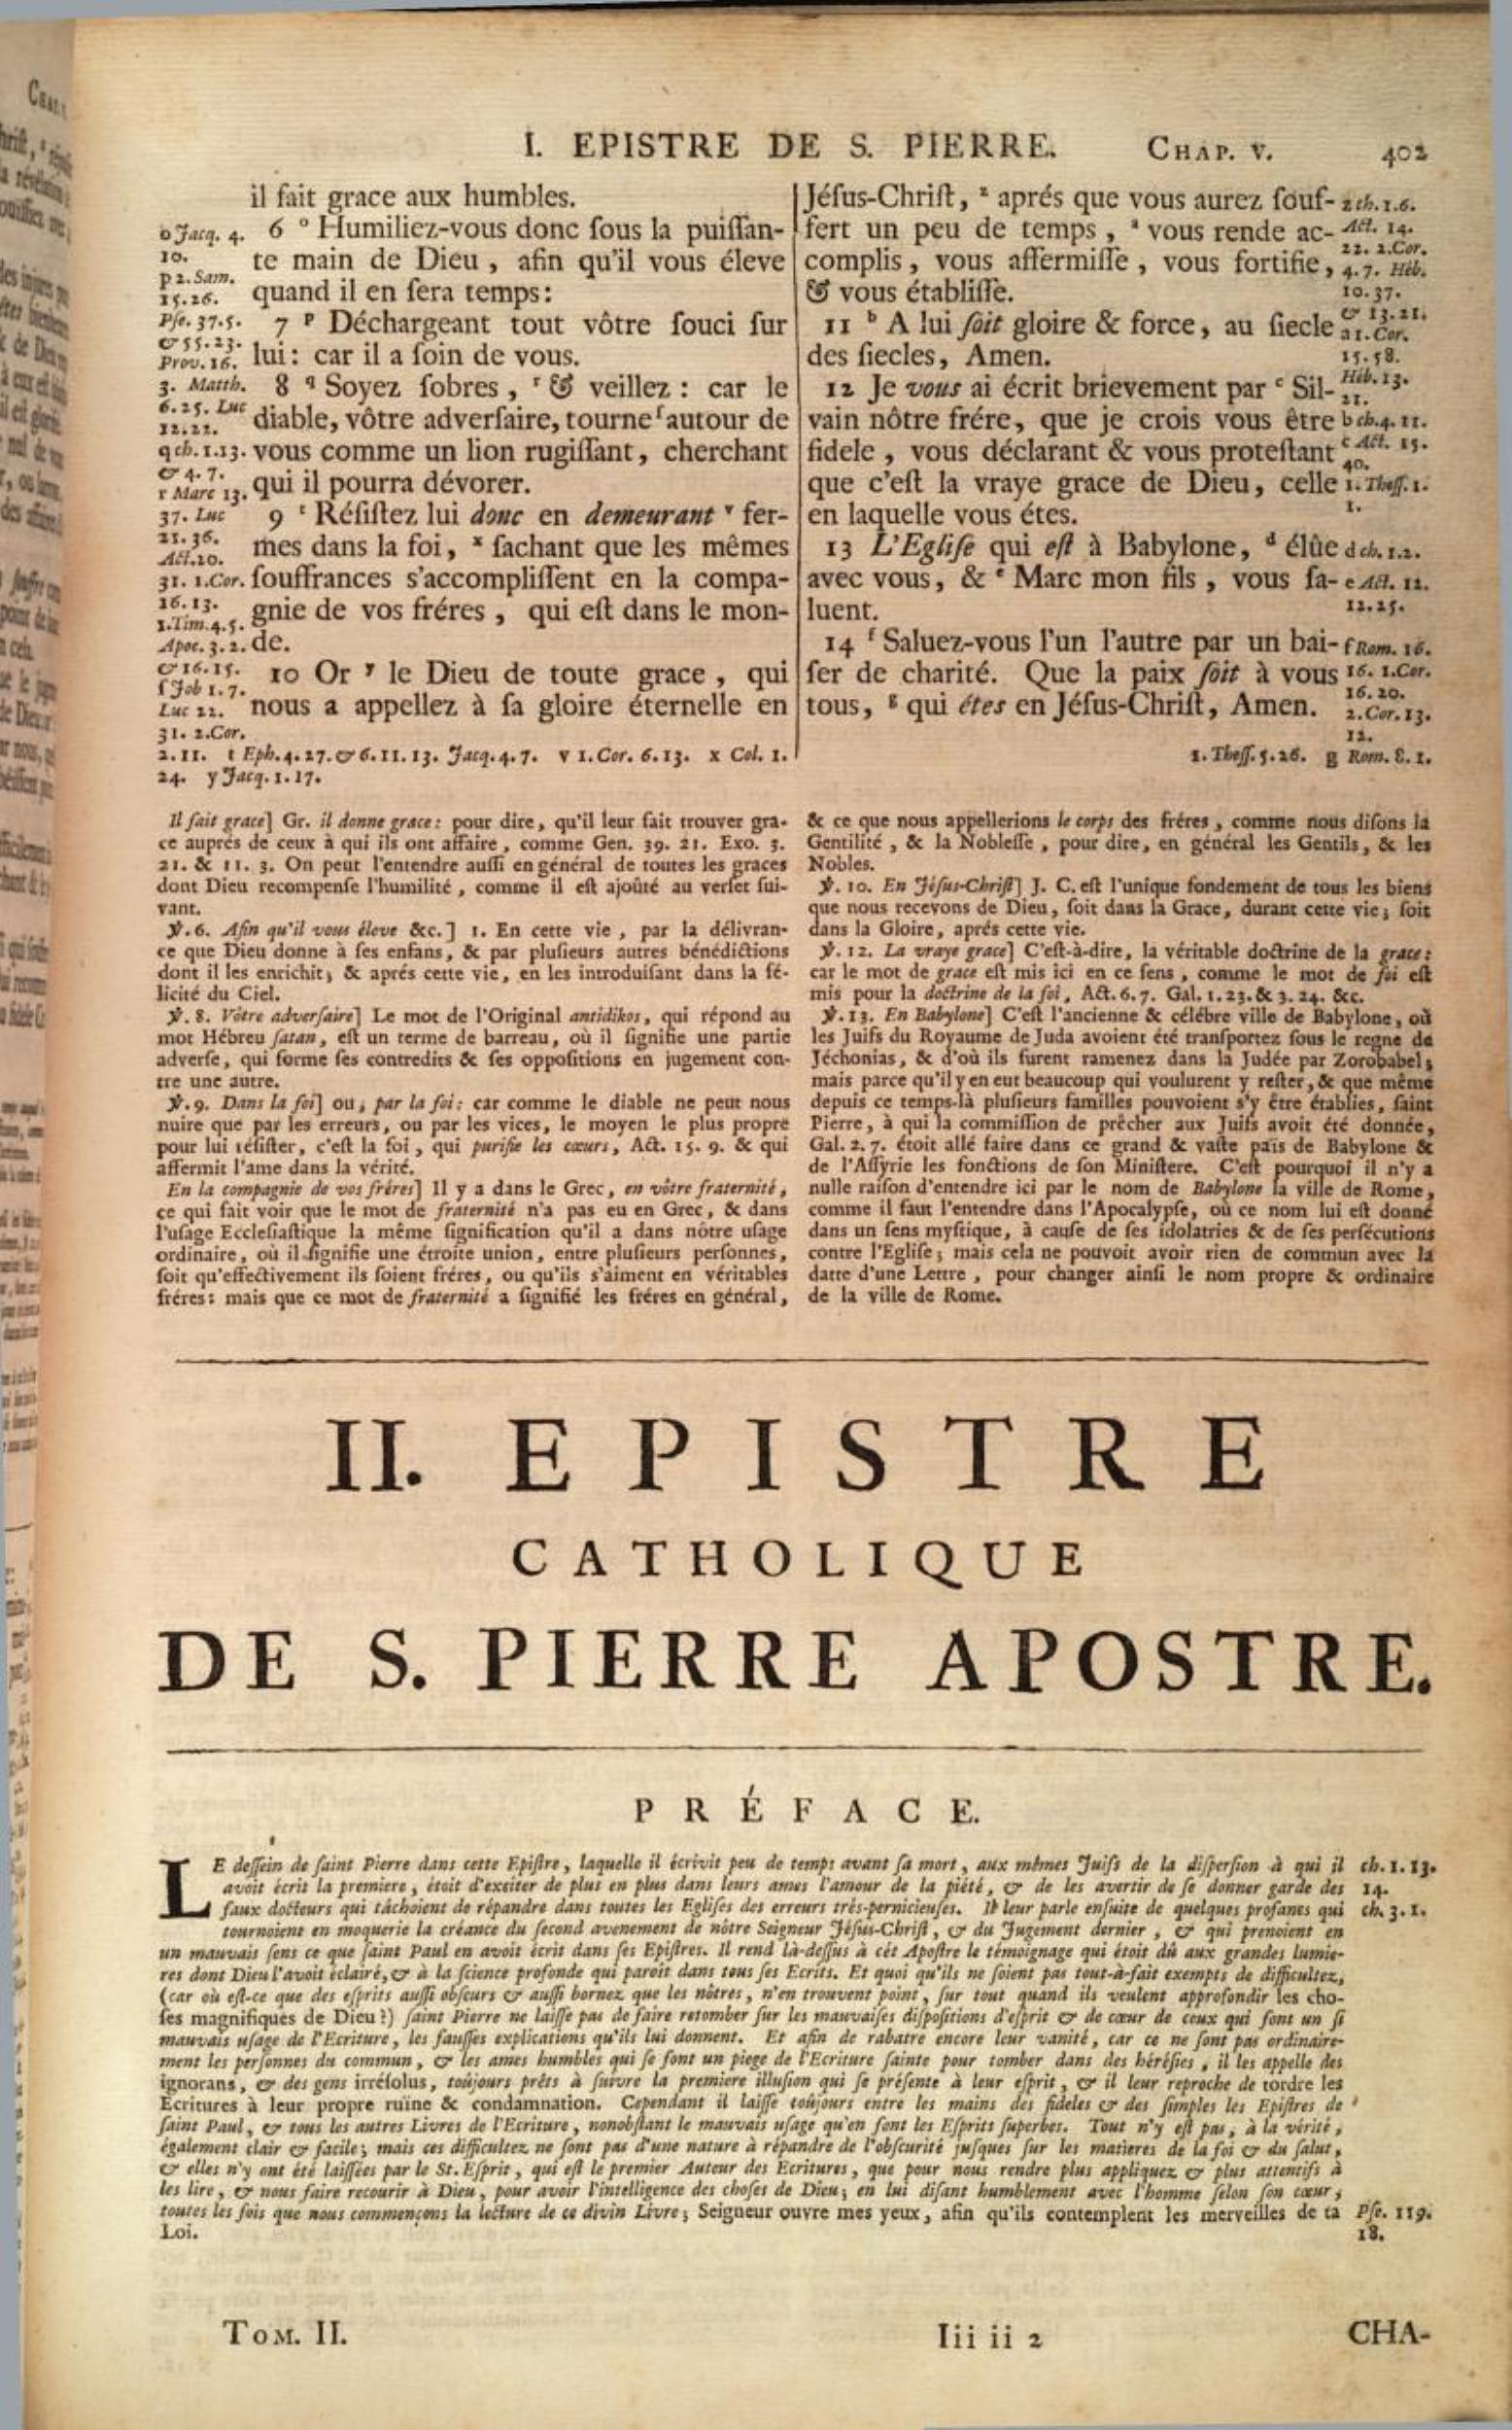 I. EPISTRE DE S. PIERRE. CHAP. V. 402
il fait grace aux humbles.
6 ° Humiliez-vous donc ſous la puiſſan-
te main de Dieu, afin qu'il vous éleve
quand il en ſera temps:
7 ᵖ Déchargeant tout vôtre ſouci ſur
lui: car il a ſoin de vous.
8 ᑫ Soyez ſobres, ʳ & veillez: car le
diable, vôtre adverſaire, tourne ᶠ autour de
vous comme un lion rugiſſant, cherchant
qui il pourra dévorer.
9 ᵗ Réſiſtez lui donc en demeurant ᵛ fer-
mes dans la foi, ˣ ſachant que les mêmes
ſouffrances s'accompliſſent en la compa-
gnie de vos fréres, qui eſt dans le mon-
de.
10 Or ʸ le Dieu de toute grace, qui
nous a appellez à ſa gloire éternelle en
o Jacq. 4.
10.
p 2. Sam.
15.26.
Pſe. 37.5.
& 55.23.
Prov. 16.
3. Matth.
6.25. Luc
12.22.
q ch. 1.13.
& 4. 7.
r Marc 13.
37. Luc
21.36.
Act. 20.
31. 1.Cor.
16.13.
1.Tim.4.5.
Apoc. 3. 2.
& 16.15.
ſ Job 1. 7.
Luc 22.
31. 2.Cor.
2.11. t Eph. 4. 27. & 6. 11. 13. Jacq. 4. 7. v 1. Cor. 6. 13. x Col. 1.
24. y Jacq. 1. 17.
Jéſus-Chriſt, ᶻ aprés que vous aurez ſouf-
fert un peu de temps, ᵃ vous rende ac-
complis, vous affermiſſe, vous fortifie,
& vous établiſſe.
11 ᵇ A lui ſoit gloire & force, au ſiecle
des ſiecles, Amen.
12 Je vous ai écrit brievement par ᶜ Sil-
vain nôtre frére, que je crois vous être
fidele, vous déclarant & vous proteſtant
que c'eſt la vraye grace de Dieu, celle
en laquelle vous étes.
13 L'Egliſe qui eſt à Babylone, ᵈ élûe
avec vous, & ᵉ Marc mon fils, vous ſa-
luent.
14 ᶠ Saluez-vous l'un l'autre par un bai-
ſer de charité. Que la paix ſoit à vous
tous, ᵍ qui étes en Jéſus-Chriſt, Amen.
z ch. 1.6.
Act. 14.
22. 2.Cor.
4.7. Héb.
10.37.
& 13.21.
a 1. Cor.
15.58.
Héb. 13.
21.
b ch. 4. 11.
c Act. 15.
40.
1. Theſſ. 1.
1.
d ch. 1.2.
e Act. 12.
12.25.
f Rom. 16.
16. 1.Cor.
16.20.
2. Cor. 13.
12.
1. Theſſ. 5. 26. g Rom. 8. 1.
Il fait grace] Gr. il donne grace: pour dire, qu'il leur fait trouver gra-
ce auprés de ceux à qui ils ont affaire, comme Gen. 39. 21. Exo. 3.
21. & 11. 3. On peut l'entendre auſſi en général de toutes les graces
dont Dieu recompenſe l'humilité, comme il eſt ajoûté au verſet ſui-
vant.
℣. 6. Afin qu'il vous éleve &c.] 1. En cette vie, par la délivran-
ce que Dieu donne à ſes enfans, & par pluſieurs autres bénédictions
dont il les enrichit; & aprés cette vie, en les introduiſant dans la fé-
licité du Ciel.
℣. 8. Vôtre adverſaire] Le mot de l'Original antidikos, qui répond au
mot Hébreu ſatan, eſt un terme de barreau, où il ſignifie une partie
adverſe, qui forme ſes contredits & ſes oppoſitions en jugement con-
tre une autre.
℣. 9. Dans la foi] ou, par la foi: car comme le diable ne peut nous
nuire que par les erreurs, ou par les vices, le moyen le plus propre
pour lui réſiſter, c'eſt la foi, qui purifie les cœurs, Act. 15. 9. & qui
affermit l'ame dans la vérité.
En la compagnie de vos fréres] Il y a dans le Grec, en vôtre fraternité,
ce qui fait voir que le mot de fraternité n'a pas eu en Grec, & dans
l'uſage Eccleſiaſtique la même ſignification qu'il a dans nôtre uſage
ordinaire, où il ſignifie une étroite union, entre pluſieurs perſonnes,
ſoit qu'effectivement ils ſoient fréres, ou qu'ils s'aiment en véritables
fréres: mais que ce mot de fraternité a ſignifié les fréres en général,
& ce que nous appellerions le corps des fréres, comme nous diſons la
Gentilité, & la Nobleſſe, pour dire, en général les Gentils, & les
Nobles.
℣. 10. En Jéſus-Chriſt] J. C. eſt l'unique fondement de tous les biens
que nous recevons de Dieu, ſoit dans la Grace, durant cette vie; ſoit
dans la Gloire, aprés cette vie.
℣. 12. La vraye grace] C'eſt-à-dire, la véritable doctrine de la grace:
car le mot de grace eſt mis ici en ce ſens, comme le mot de foi eſt
mis pour la doctrine de la foi, Act. 6. 7. Gal. 1. 23. & 3. 24. &c.
℣. 13. En Babylone] C'eſt l'ancienne & célébre ville de Babylone, où
les Juifs du Royaume de Juda avoient été tranſportez ſous le regne de
Jéchonias, & d'où ils furent ramenez dans la Judée par Zorobabel;
mais parce qu'il y en eut beaucoup qui voulurent y reſter, & que même
depuis ce temps-là pluſieurs familles pouvoient s'y être établies, ſaint
Pierre, à qui la commiſſion de prêcher aux Juifs avoit été donnée,
Gal. 2. 7. étoit allé faire dans ce grand & vaſte païs de Babylone &
de l'Aſſyrie les fonctions de ſon Miniſtere. C'eſt pourquoi il n'y a
nulle raiſon d'entendre ici par le nom de Babylone la ville de Rome,
comme il faut l'entendre dans l'Apocalypſe, où ce nom lui eſt donné
dans un ſens myſtique, à cauſe de ſes idolatries & de ſes perſécutions
contre l'Egliſe; mais cela ne pouvoit avoir rien de commun avec la
datte d'une Lettre, pour changer ainſi le nom propre & ordinaire
de la ville de Rome.
II. EPISTRE
CATHOLIQUE
DE S. PIERRE APOSTRE.
PRÉFACE.
LE deſſein de ſaint Pierre dans cette Epiſtre, laquelle il écrivit peu de temps avant ſa mort, aux mêmes Juifs de la diſperſion à qui il ch. 1. 13.
avoit écrit la premiere, étoit d'exciter de plus en plus dans leurs ames l'amour de la piété, & de les avertir de ſe donner garde des 14.
faux docteurs qui tâchoient de répandre dans toutes les Egliſes des erreurs trés-pernicieuſes. Il leur parle enſuite de quelques profanes qui ch. 3. 1.
tournoient en moquerie la créance du ſecond avenement de nôtre Seigneur Jéſus-Chriſt, & du Jugement dernier, & qui prenoient en
un mauvais ſens ce que ſaint Paul en avoit écrit dans ſes Epiſtres. Il rend là-deſſus à cét Apoſtre le témoignage qui étoit dû aux grandes lumie-
res dont Dieu l'avoit éclairé, & à la ſcience profonde qui paroît dans tous ſes Ecrits. Et quoi qu'ils ne ſoient pas tout-à-fait exempts de difficultez,
(car où eſt-ce que des eſprits auſſi obſcurs & auſſi bornez que les nôtres, n'en trouvent point, ſur tout quand ils veulent approfondir les cho-
ſes magnifiques de Dieu?) ſaint Pierre ne laiſſe pas de faire retomber ſur les mauvaiſes diſpoſitions d'eſprit & de cœur de ceux qui font un ſi
mauvais uſage de l'Ecriture, les fauſſes explications qu'ils lui donnent. Et afin de rabatre encore leur vanité, car ce ne ſont pas ordinaire-
ment les perſonnes du commun, & les ames humbles qui ſe font un piege de l'Ecriture ſainte pour tomber dans des héréſies, il les appelle des
ignorans, & des gens irréſolus, toûjours prêts à ſuivre la premiere illuſion qui ſe préſente à leur eſprit, & il leur reproche de tordre les
Ecritures à leur propre ruïne & condamnation. Cependant il laiſſe toûjours entre les mains des fideles & des ſimples les Epiſtres de
ſaint Paul, & tous les autres Livres de l'Ecriture, nonobſtant le mauvais uſage qu'en font les Eſprits ſuperbes. Tout n'y eſt pas, à la vérité,
également clair & facile; mais ces difficultez ne ſont pas d'une nature à répandre de l'obſcurité juſques ſur les matieres de la foi & du ſalut,
& elles n'y ont été laiſſées par le St. Eſprit, qui eſt le premier Auteur des Ecritures, que pour nous rendre plus appliquez & plus attentifs à
les lire, & nous faire recourir à Dieu, pour avoir l'intelligence des choſes de Dieu; en lui diſant humblement avec l'homme ſelon ſon cœur,
toutes les fois que nous commençons la lecture de ce divin Livre; Seigneur ouvre mes yeux, afin qu'ils contemplent les merveilles de ta Pſe. 119.
Loi. 18.
TOM. II. Iii ii 2 CHA-